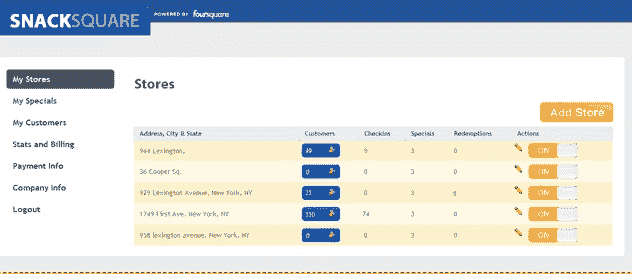 SNACKSQUARE POWERED BY foursquare
My Stores
My Specials
My Customers
Stats and Billing
Payment Info
Company Info
Logout
Stores
Add Store
Address, City & State Customers Checkins Specials Redemptions Actions
944 Lexington, 49 9 3 0 ON
36 Cooper Sq. 0 0 3 0 ON
929 Lexington Avenue, New York, NY 0 3 ON
1749 First Ave, New York, NY 330 74 3 0 ON
958 lexington avenue, New York, NY 0 0 3 0 ON